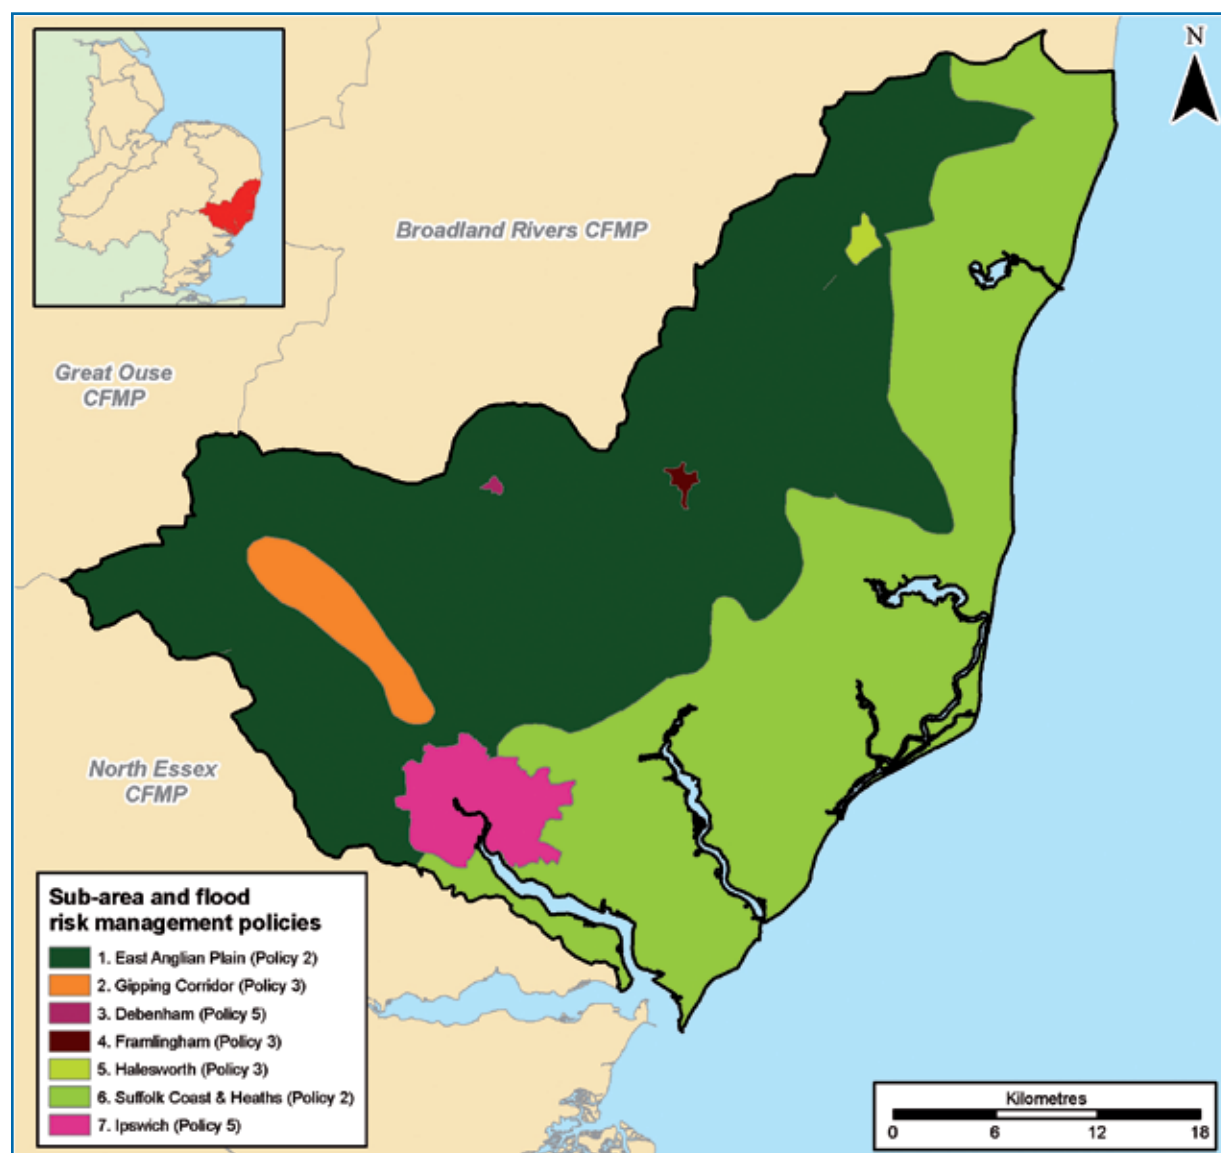 N
Broadland Rivers CFMP
Great Ouse
CFMP
North Essex
CFMP
Sub-area and flood
risk management policies
1. East Anglian Plain (Policy 2)
2. Gipping Corridor (Policy 3)
3. Debenham (Policy 5)
4. Framlingham (Policy 3)
5. Halesworth (Policy 3)
6. Suffolk Coast & Heaths (Policy 2)
7. Ipswich (Policy 5)
Kilometres
0 6 12 18